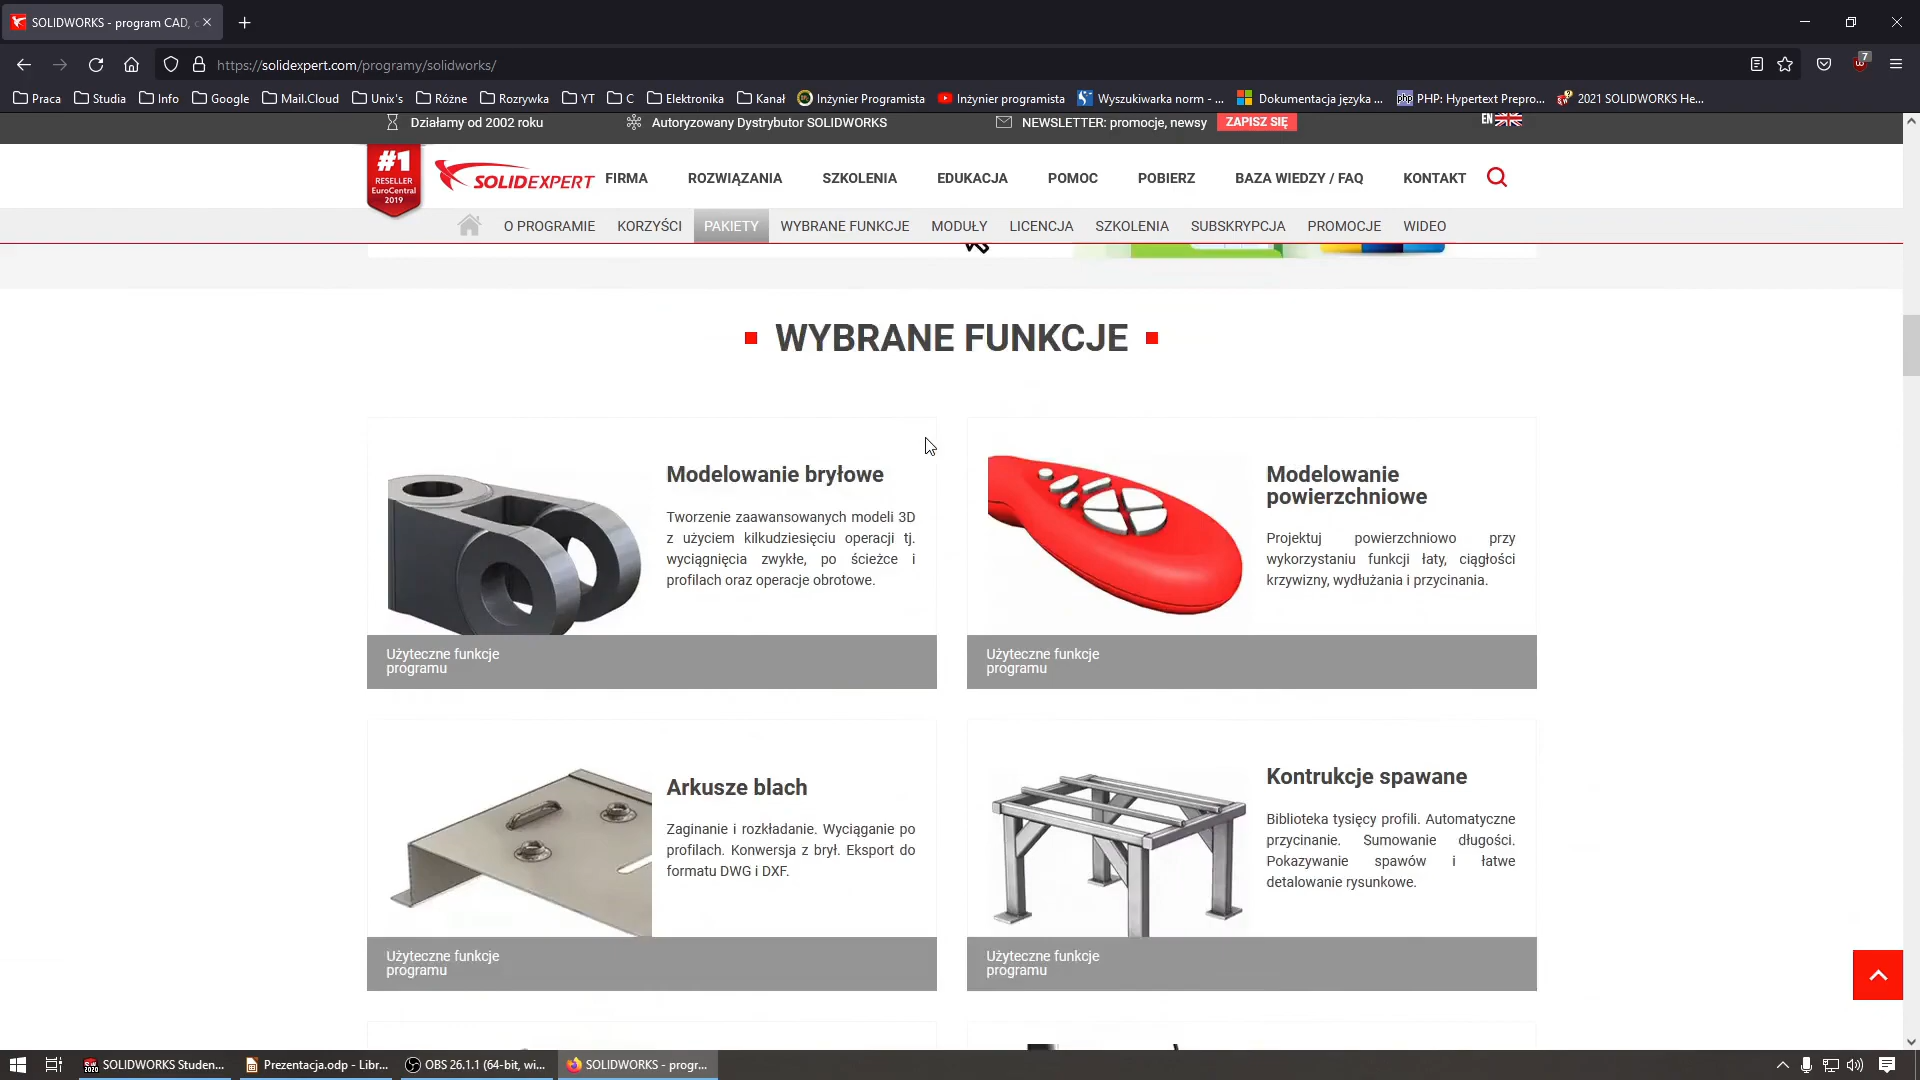 SOLIDWORKS - program CAD,
https://solidexpert.com/programy/solidworks/
7
Praca
Studia
Info
Google
Mail.Cloud
Unix's
Różne
Rozrywka
YT
C
Elektronika
Kanał
Inżynier Programista
Inżynier programista
Wyszukiwarka norm - ...
Dokumentacja języka ...
PHP: Hypertext Prepro...
2021 SOLIDWORKS He...
Działamy od 2002 roku
Autoryzowany Dystrybutor SOLIDWORKS
NEWSLETTER: promocje, newsy
ZAPISZ SIĘ
EN
#1
RESELLER
EuroCentral
2019
SOLIDEXPERT
FIRMA
ROZWIĄZANIA
SZKOLENIA
EDUKACJA
POMOC
POBIERZ
BAZA WIEDZY / FAQ
KONTAKT
O PROGRAMIE
KORZYŚCI
PAKIETY
WYBRANE FUNKCJE
MODUŁY
LICENCJA
SZKOLENIA
SUBSKRYPCJA
PROMOCJE
WIDEO
WYBRANE FUNKCJE
Modelowanie bryłowe
Tworzenie zaawansowanych modeli 3D
z użyciem kilkudziesięciu operacji tj.
wyciągnięcia zwykłe, po ścieżce i
profilach oraz operacje obrotowe.
Użyteczne funkcje
programu
Modelowanie
powierzchniowe
Projektuj powierzchniowo przy
wykorzystaniu funkcji łaty, ciągłości
krzywizny, wydłużania i przycinania.
Użyteczne funkcje
programu
Arkusze blach
Zaginanie i rozkładanie. Wyciąganie po
profilach. Konwersja z brył. Eksport do
formatu DWG i DXF.
Użyteczne funkcje
programu
Kontrukcje spawane
Biblioteka tysięcy profili. Automatyczne
przycinanie. Sumowanie długości.
Pokazywanie spawów i łatwe
detalowanie rysunkowe.
Użyteczne funkcje
programu
SOLIDWORKS Studen...
Prezentacja.odp - Libr...
OBS 26.1.1 (64-bit, wi...
SOLIDWORKS - progr...